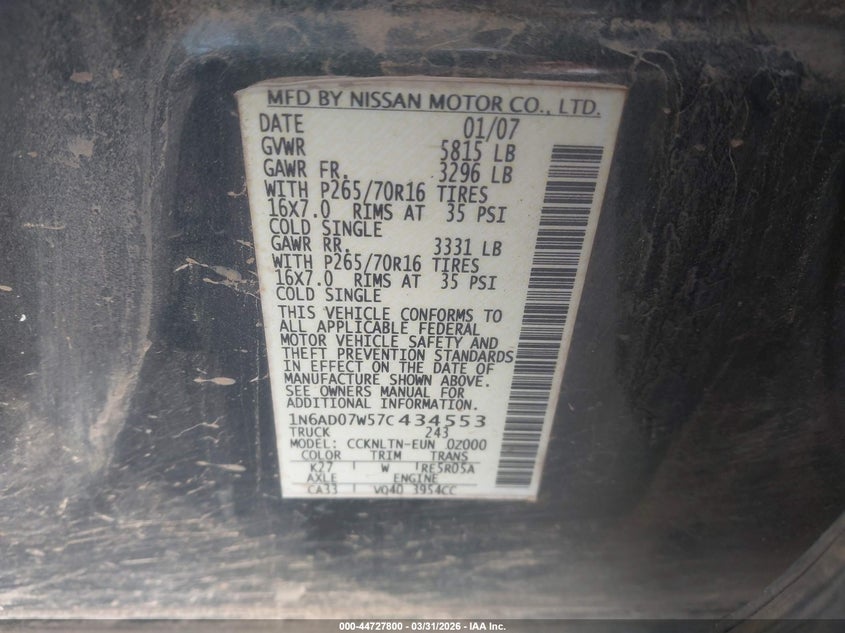 MFD BY NISSAN MOTOR CO., LTD.
DATE 01/07
GVWR 5815 LB
GAWR FR. 3296 LB
WITH P265/70R16 TIRES
16X7.0 RIMS AT 35 PSI
COLD SINGLE
GAWR RR. 3331 LB
WITH P265/70R16 TIRES
16X7.0 RIMS AT 35 PSI
COLD SINGLE
THIS VEHICLE CONFORMS TO
ALL APPLICABLE FEDERAL
MOTOR VEHICLE SAFETY AND
THEFT PREVENTION STANDARDS
IN EFFECT ON THE DATE OF
MANUFACTURE SHOWN ABOVE.
SEE OWNERS MANUAL FOR
ADDITIONAL INFORMATION.
1N6AD07W57C434553
TRUCK 243
MODEL: CCKNLTN-EUN 0Z000
COLOR TRIM TRANS
K27 W RE5R05A
AXLE ENGINE
CA33 VQ40 3954CC
000-44727800 - 03/31/2026 - IAA Inc.